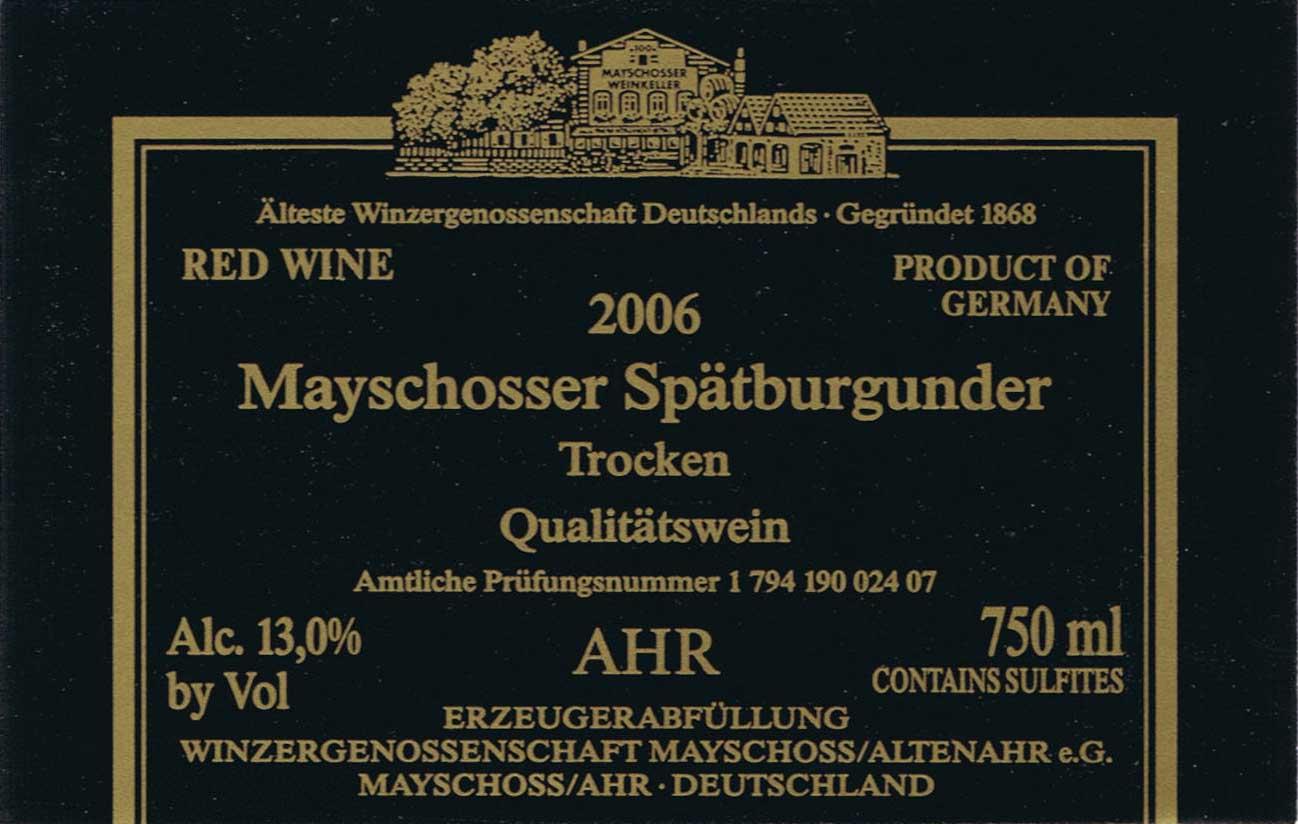 100
MAYSCHOSSER
WEINKELLER
Älteste Winzergenossenschaft Deutschlands · Gegründet 1868
RED WINE
PRODUCT OF
GERMANY
2006
Mayschosser Spätburgunder
Trocken
Qualitätswein
Amtliche Prüfungsnummer 1 794 190 024 07
Alc. 13,0%
by Vol
AHR
750 ml
CONTAINS SULFITES
ERZEUGERABFÜLLUNG
WINZERGENOSSENSCHAFT MAYSCHOSS/ALTENAHR e.G.
MAYSCHOSS/AHR · DEUTSCHLAND